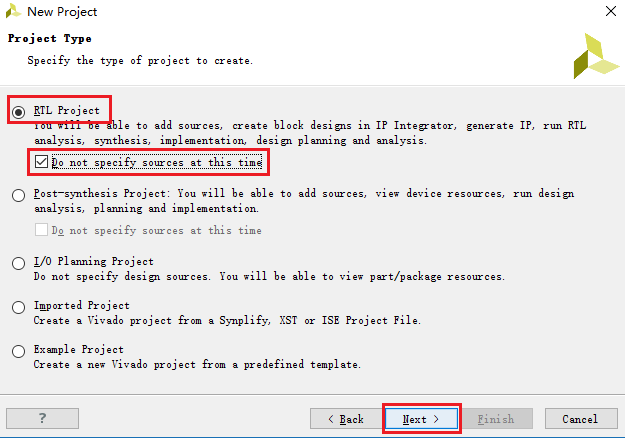 New Project
Project Type
Specify the type of project to create.
RTL Project
You will be able to add sources, create block designs in IP Integrator, generate IP, run RTL
analysis, synthesis, implementation, design planning and analysis.
Do not specify sources at this time
Post-synthesis Project: You will be able to add sources, view device resources, run design
analysis, planning and implementation.
Do not specify sources at this time
I/O Planning Project
Do not specify design sources. You will be able to view part/package resources.
Imported Project
Create a Vivado project from a Synplify, XST or ISE Project File.
Example Project
Create a new Vivado project from a predefined template.
? < Back Next > Finish Cancel